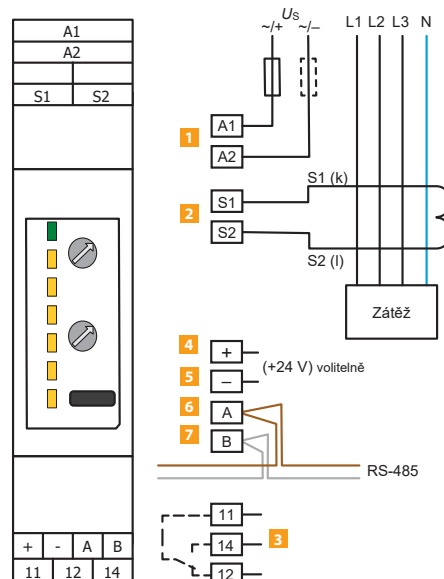 A1
A2
S1 S2
+ - A B
11 12 14
U S
~/+ ~/–
L1 L2 L3 N
1
A1
A2
S1 (k)
2
S1
S2
S2 (l)
Zátěž
4
+
(+24 V) volitelně
5
–
6
A
7
B
RS-485
11
14
3
12